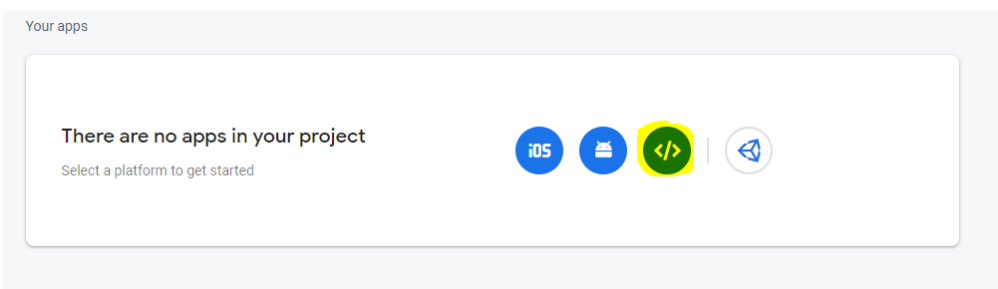 Your apps
There are no apps in your project
iOS
</>
Select a platform to get started